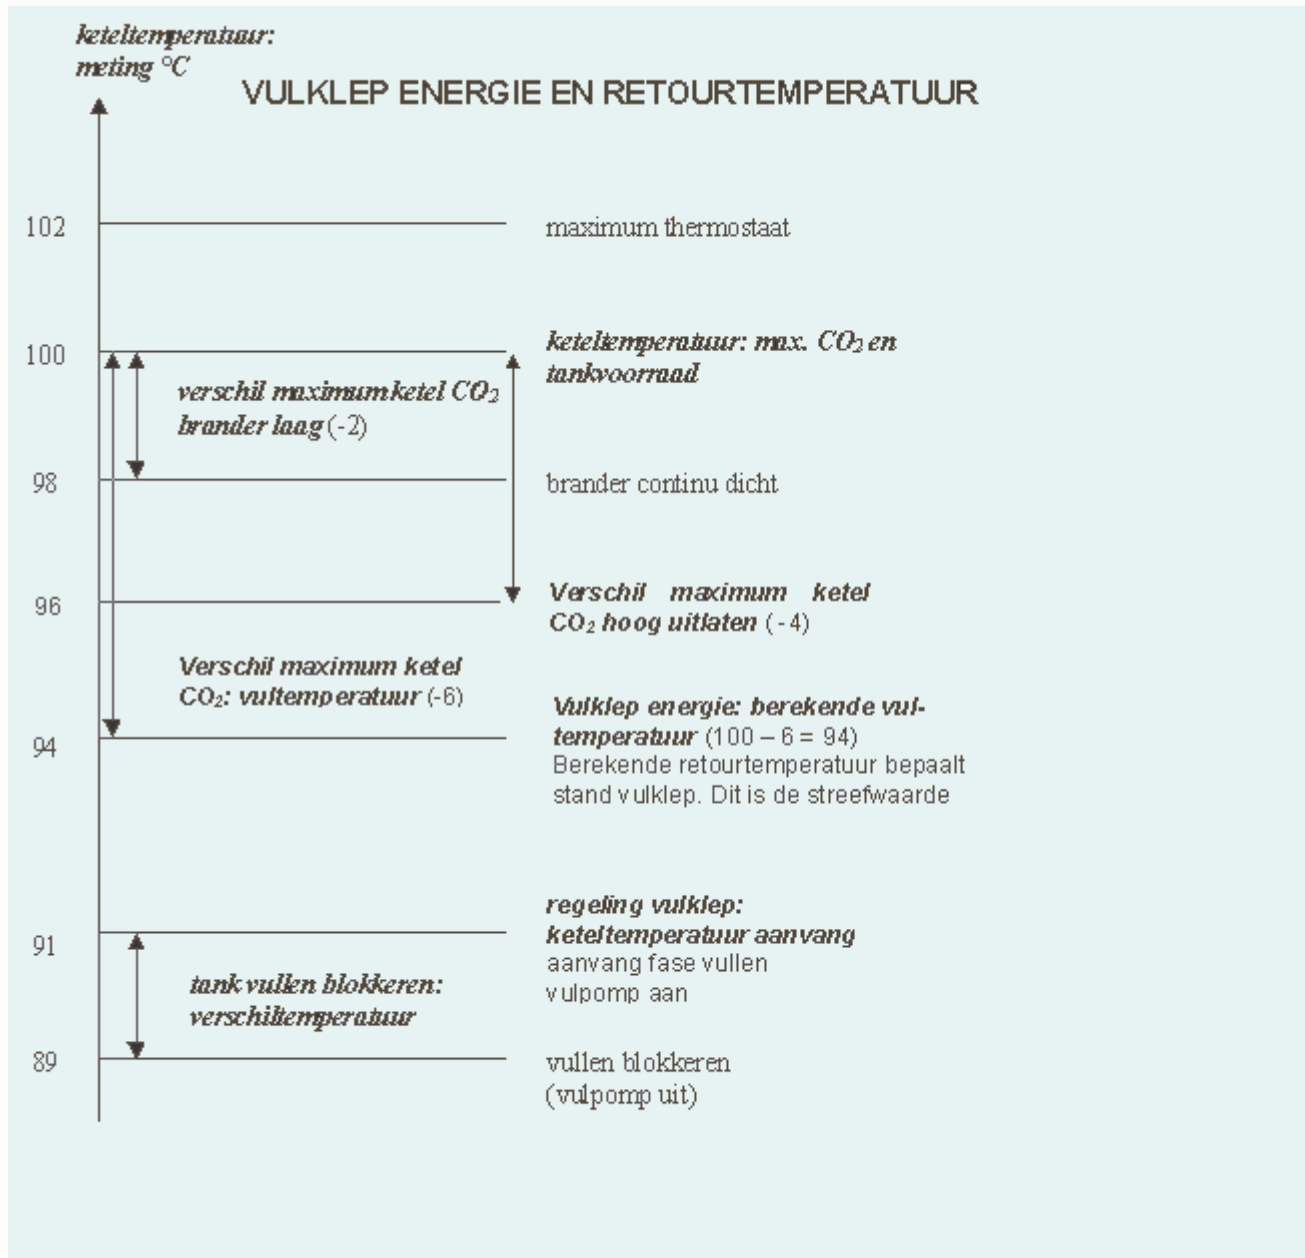 keteltemperatuur:
meting °C
VULKLEP ENERGIE EN RETOURTEMPERATUUR
102
maximum thermostaat
100
keteltemperatuur: max. CO₂ en
tankvoorraad
verschil maximum ketel CO₂
brander laag (-2)
98
brander continu dicht
96
Verschil maximum ketel
CO₂ hoog uitlaten (-4)
Verschil maximum ketel
CO₂: vultemperatuur (-6)
94
Vulklep energie: berekende vul-
temperatuur (100 – 6 = 94)
Berekende retourtemperatuur bepaalt
stand vulklep. Dit is de streefwaarde
91
regeling vulklep:
keteltemperatuur aanvang
aanvang fase vullen
vulpomp aan
tank vullen blokkeren:
verschiltemperatuur
89
vullen blokkeren
(vulpomp uit)